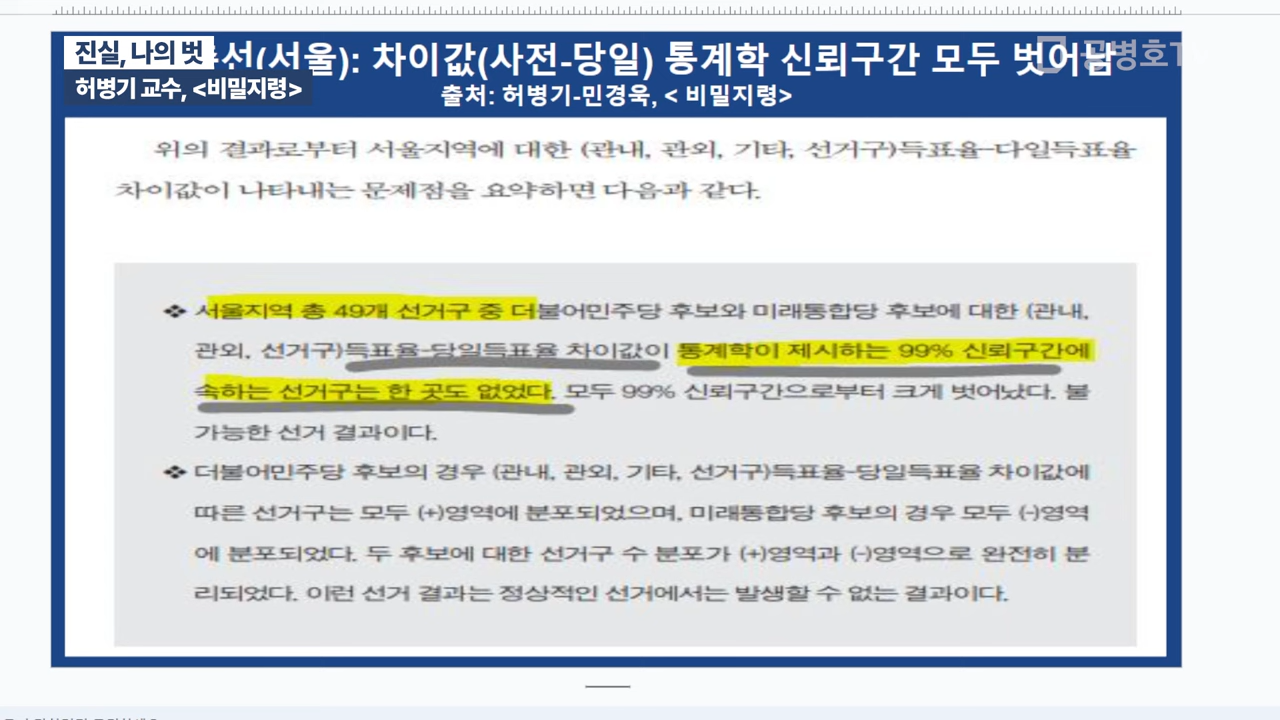 진실, 나의 벗
선(서울): 차이값(사전-당일) 통계학 신뢰구간 모두 벗어남
공병호T
허병기 교수, <비밀지령>
출처: 허병기-민경욱, < 비밀지령>
위의 결과로부터 서울지역에 대한 (관내, 관외, 기타, 선거구)득표율-다일득표율
차이값이 나타내는 문제점을 요약하면 다음과 같다.
❖ 서울지역 총 49개 선거구 중 더불어민주당 후보와 미래통합당 후보에 대한 (관내,
관외, 선거구)득표율-당일득표율 차이값이 통계학이 제시하는 99% 신뢰구간에
속하는 선거구는 한 곳도 없었다. 모두 99% 신뢰구간으로부터 크게 벗어났다. 불
가능한 선거 결과이다.
❖ 더불어민주당 후보의 경우 (관내, 관외, 기타, 선거구)득표율-당일득표율 차이값에
따른 선거구는 모두 (+)영역에 분포되었으며, 미래통합당 후보의 경우 모두 (-)영역
에 분포되었다. 두 후보에 대한 선거구 수 분포가 (+)영역과 (-)영역으로 완전히 분
리되었다. 이런 선거 결과는 정상적인 선거에서는 발생할 수 없는 결과이다.